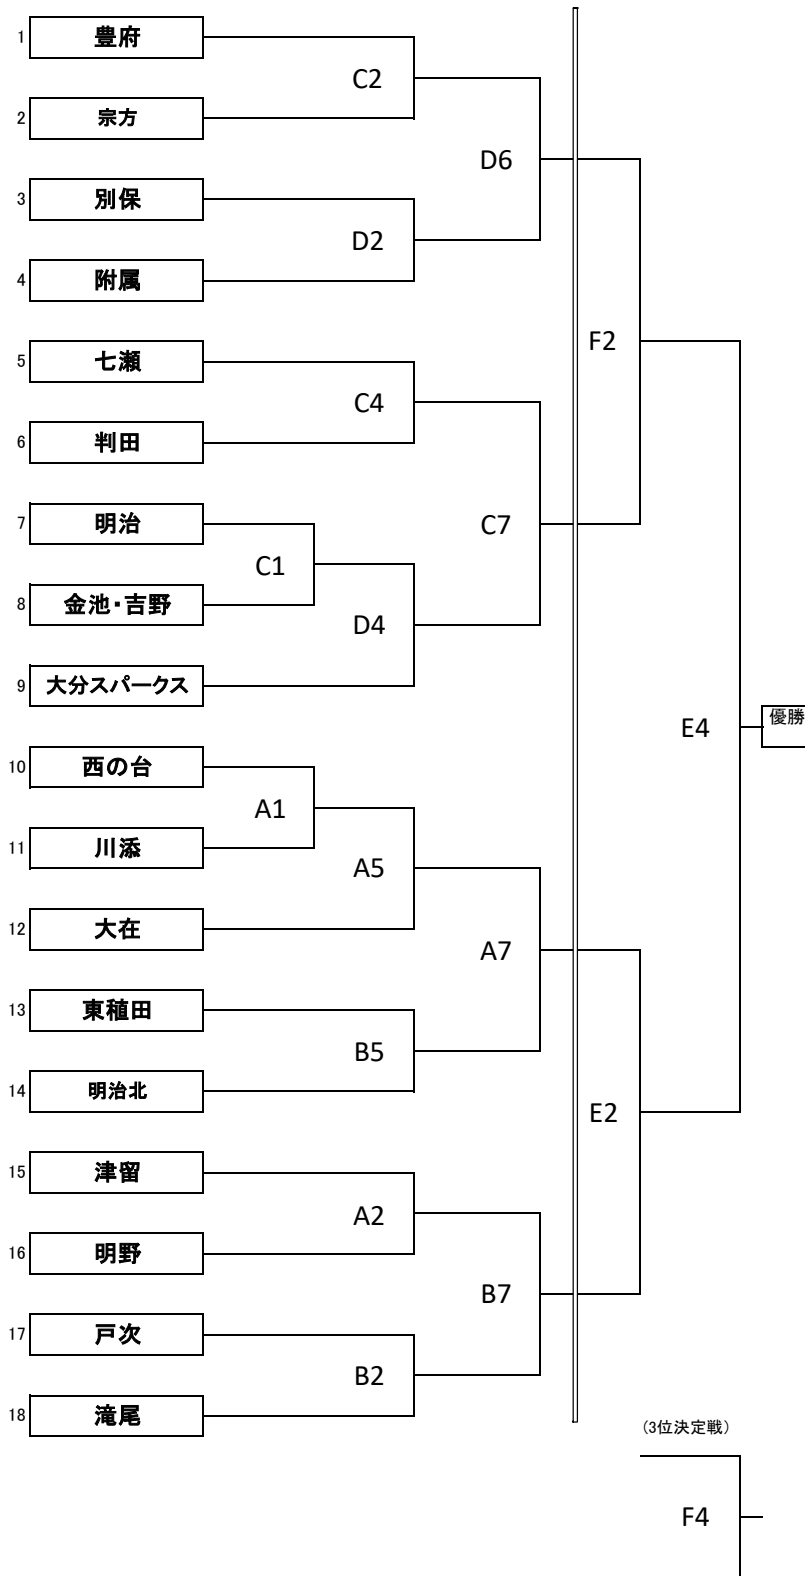 1 豊府
C2
2 宗方
D6
3 別保
D2
4 附属
F2
5 七瀬
C4
6 判田
7 明治
C7
C1
8 金池・吉野
D4
9 大分スパークス
優勝
E4
10 西の台
A1
11 川添
A5
12 大在
A7
13 東稙田
B5
14 明治北
E2
15 津留
A2
16 明野
B7
17 戸次
B2
18 滝尾
（3位決定戦）
F4